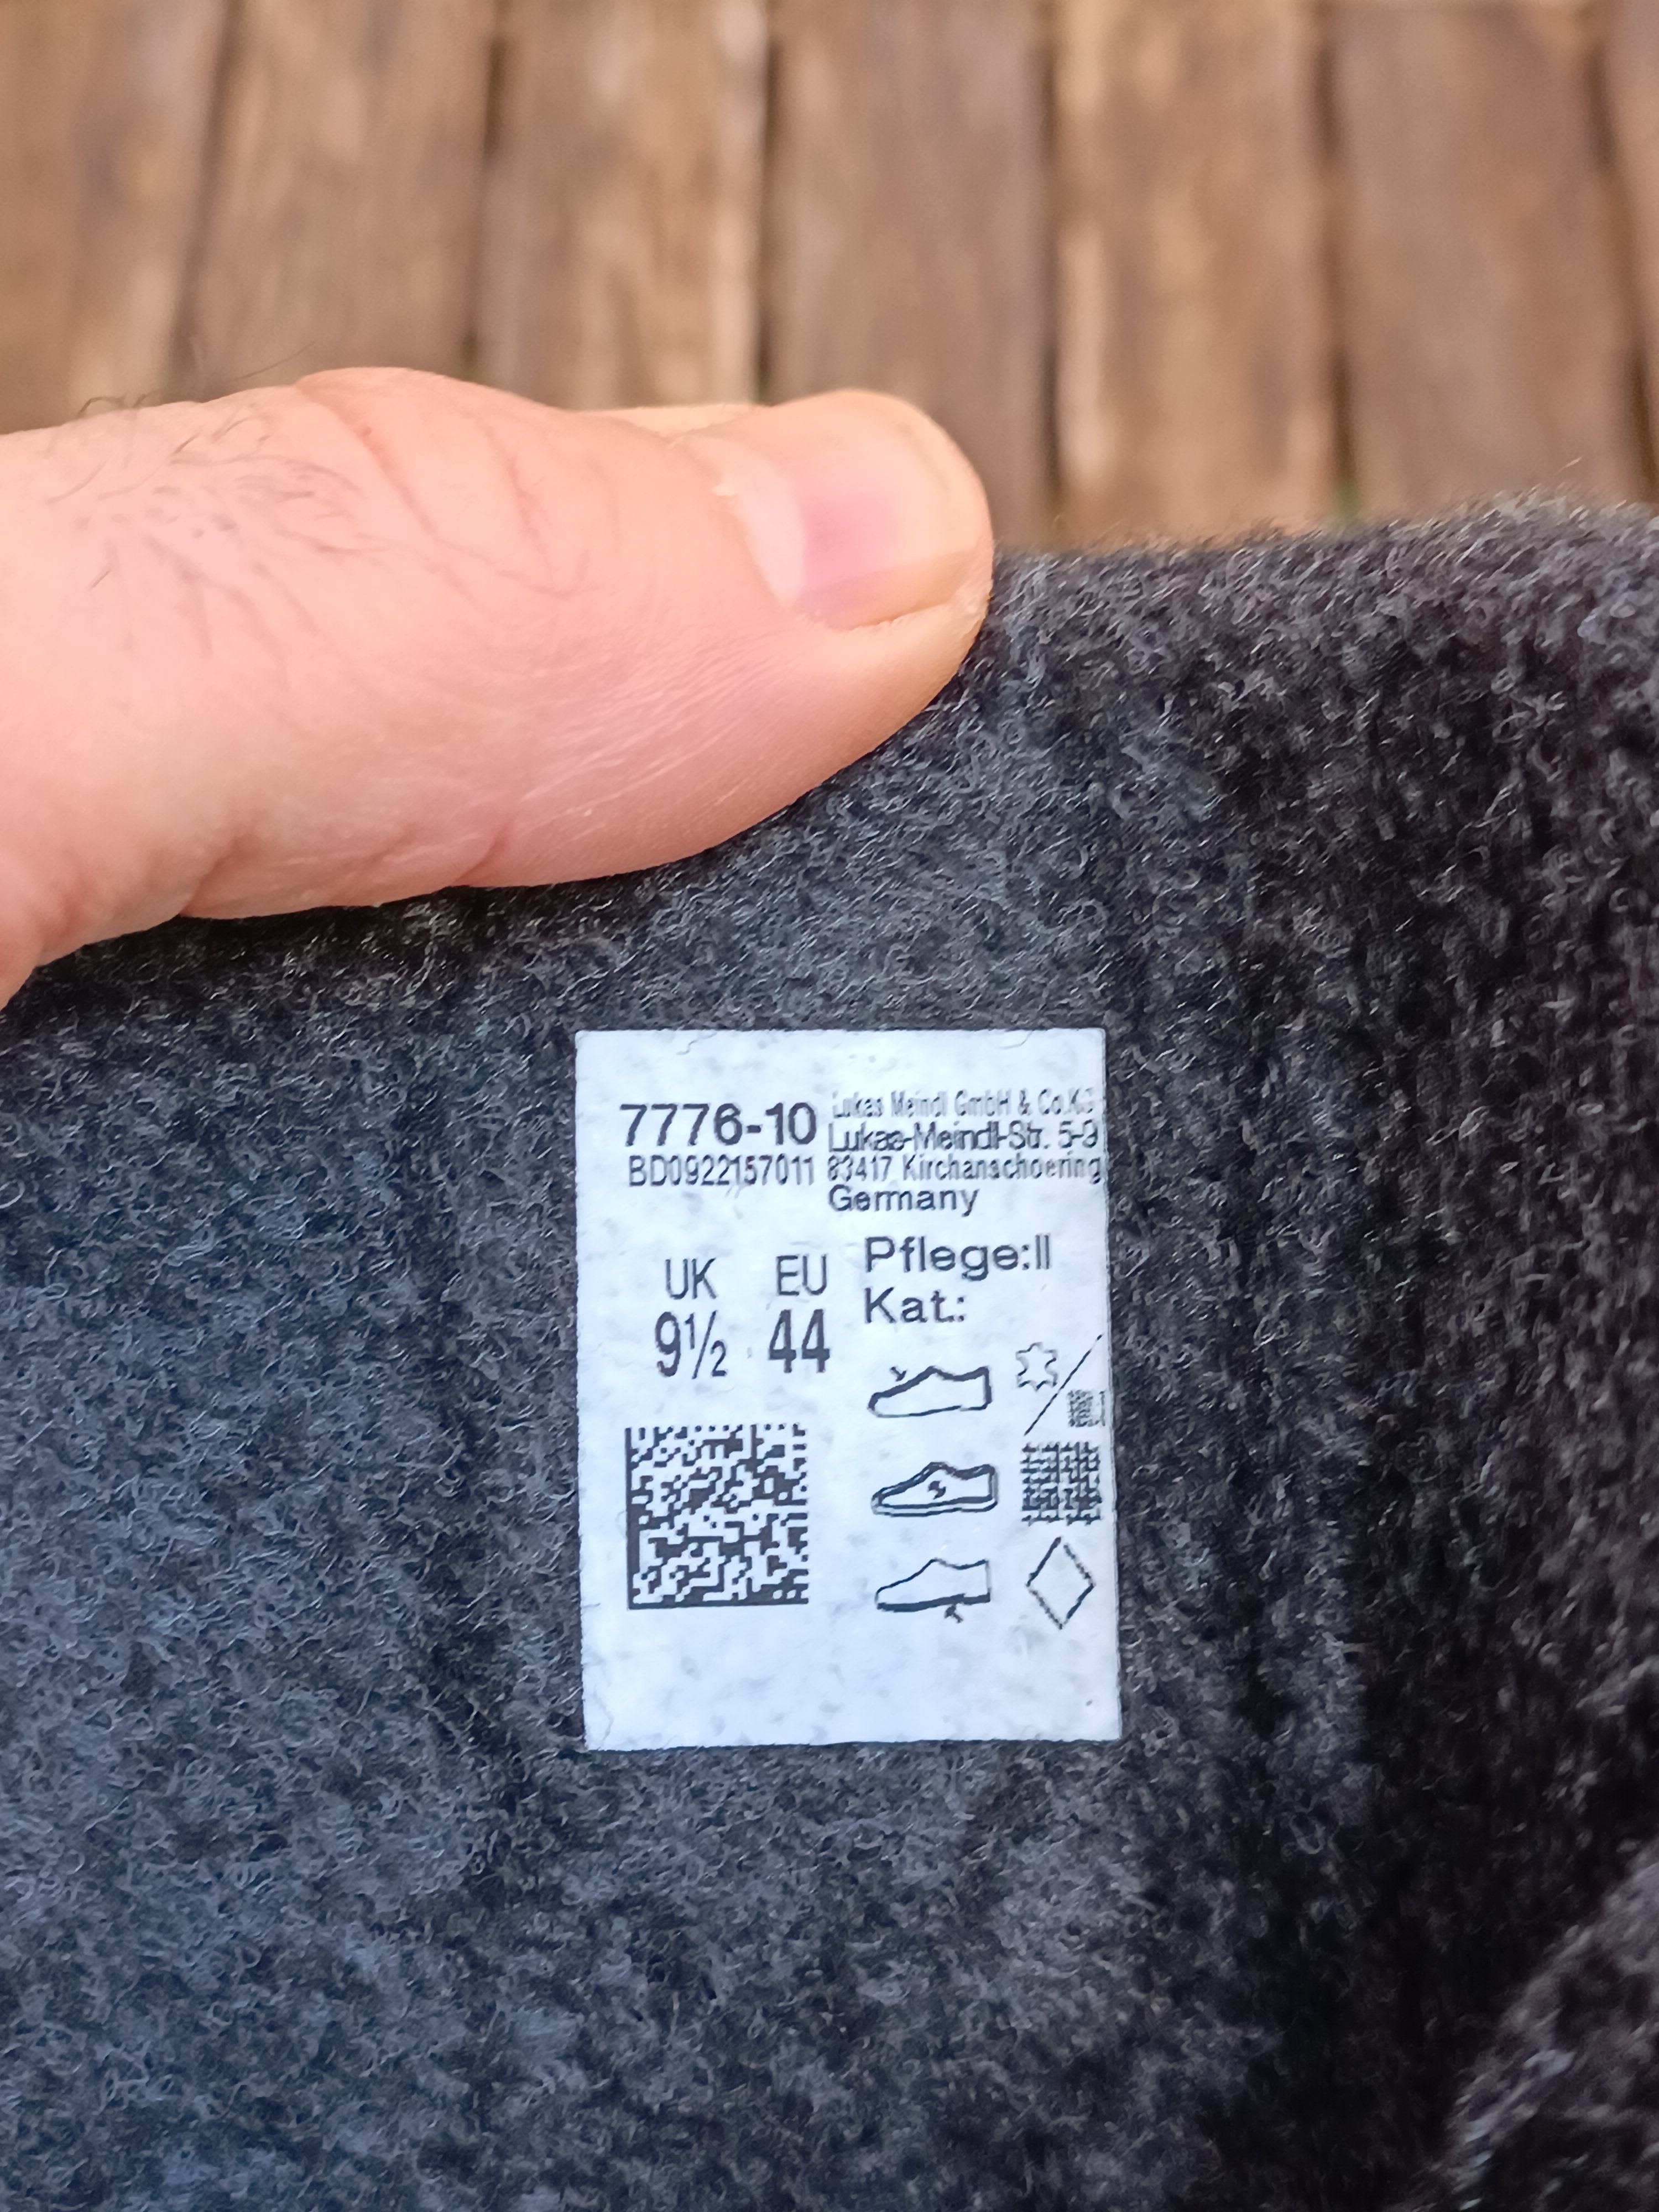 7776-10
BD0922157011
Lukas Meindl GmbH & Co.KG
Lukas-Meindl-Str. 5-9
83417 Kirchanschoering
Germany
UK EU
9½ 44
Pflege:II
Kat.: